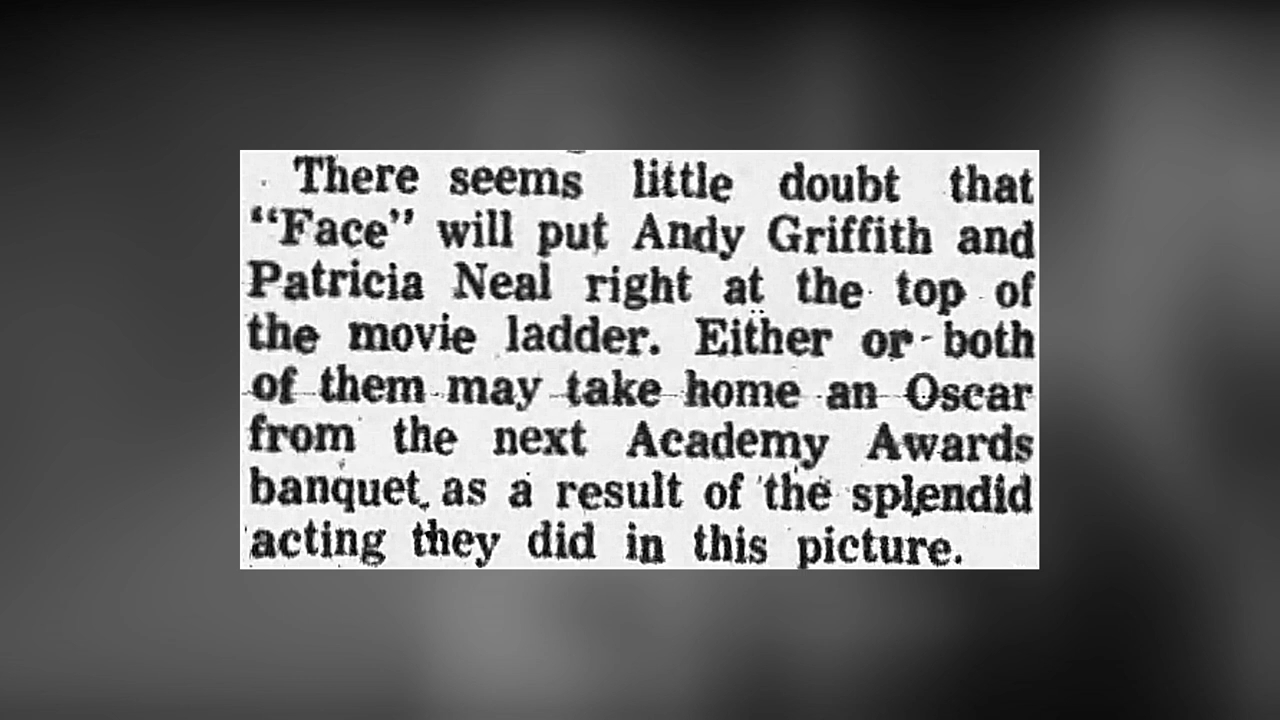 There seems little doubt that
“Face” will put Andy Griffith and
Patricia Neal right at the top of
the movie ladder. Either or both
of them may take home an Oscar
from the next Academy Awards
banquet as a result of the splendid
acting they did in this picture.